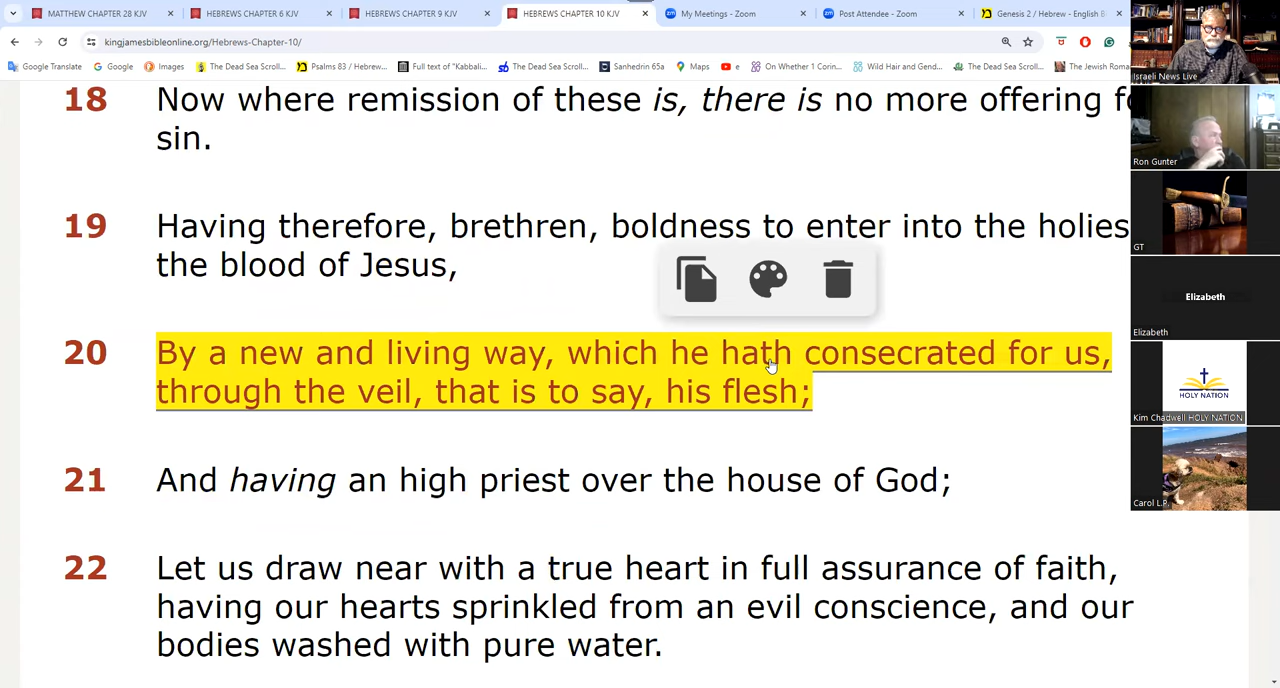 MATTHEW CHAPTER 28 KJV
HEBREWS CHAPTER 6 KJV
HEBREWS CHAPTER 9 KJV
HEBREWS CHAPTER 10 KJV
My Meetings - Zoom
Post Attendee - Zoom
Genesis 2 / Hebrew - English B
kingjamesbibleonline.org/Hebrews-Chapter-10/
Google Translate
Google
Images
The Dead Sea Scroll...
Psalms 83 / Hebrew...
Full text of "Kabbali...
The Dead Sea Scroll...
Sanhedrin 65a
Maps
e
On Whether 1 Corin...
Wild Hair and Gend...
The Dead Sea Scroll...
The Jewish Roma
18 Now where remission of these is, there is no more offering fo
sin.
19 Having therefore, brethren, boldness to enter into the holies
the blood of Jesus,
20 By a new and living way, which he hath consecrated for us,
through the veil, that is to say, his flesh;
21 And having an high priest over the house of God;
22 Let us draw near with a true heart in full assurance of faith,
having our hearts sprinkled from an evil conscience, and our
bodies washed with pure water.
Israeli News Live
Ron Gunter
GT
Elizabeth
Elizabeth
HOLY NATION
Kim Chadwell HOLY NATION
Carol L.P.